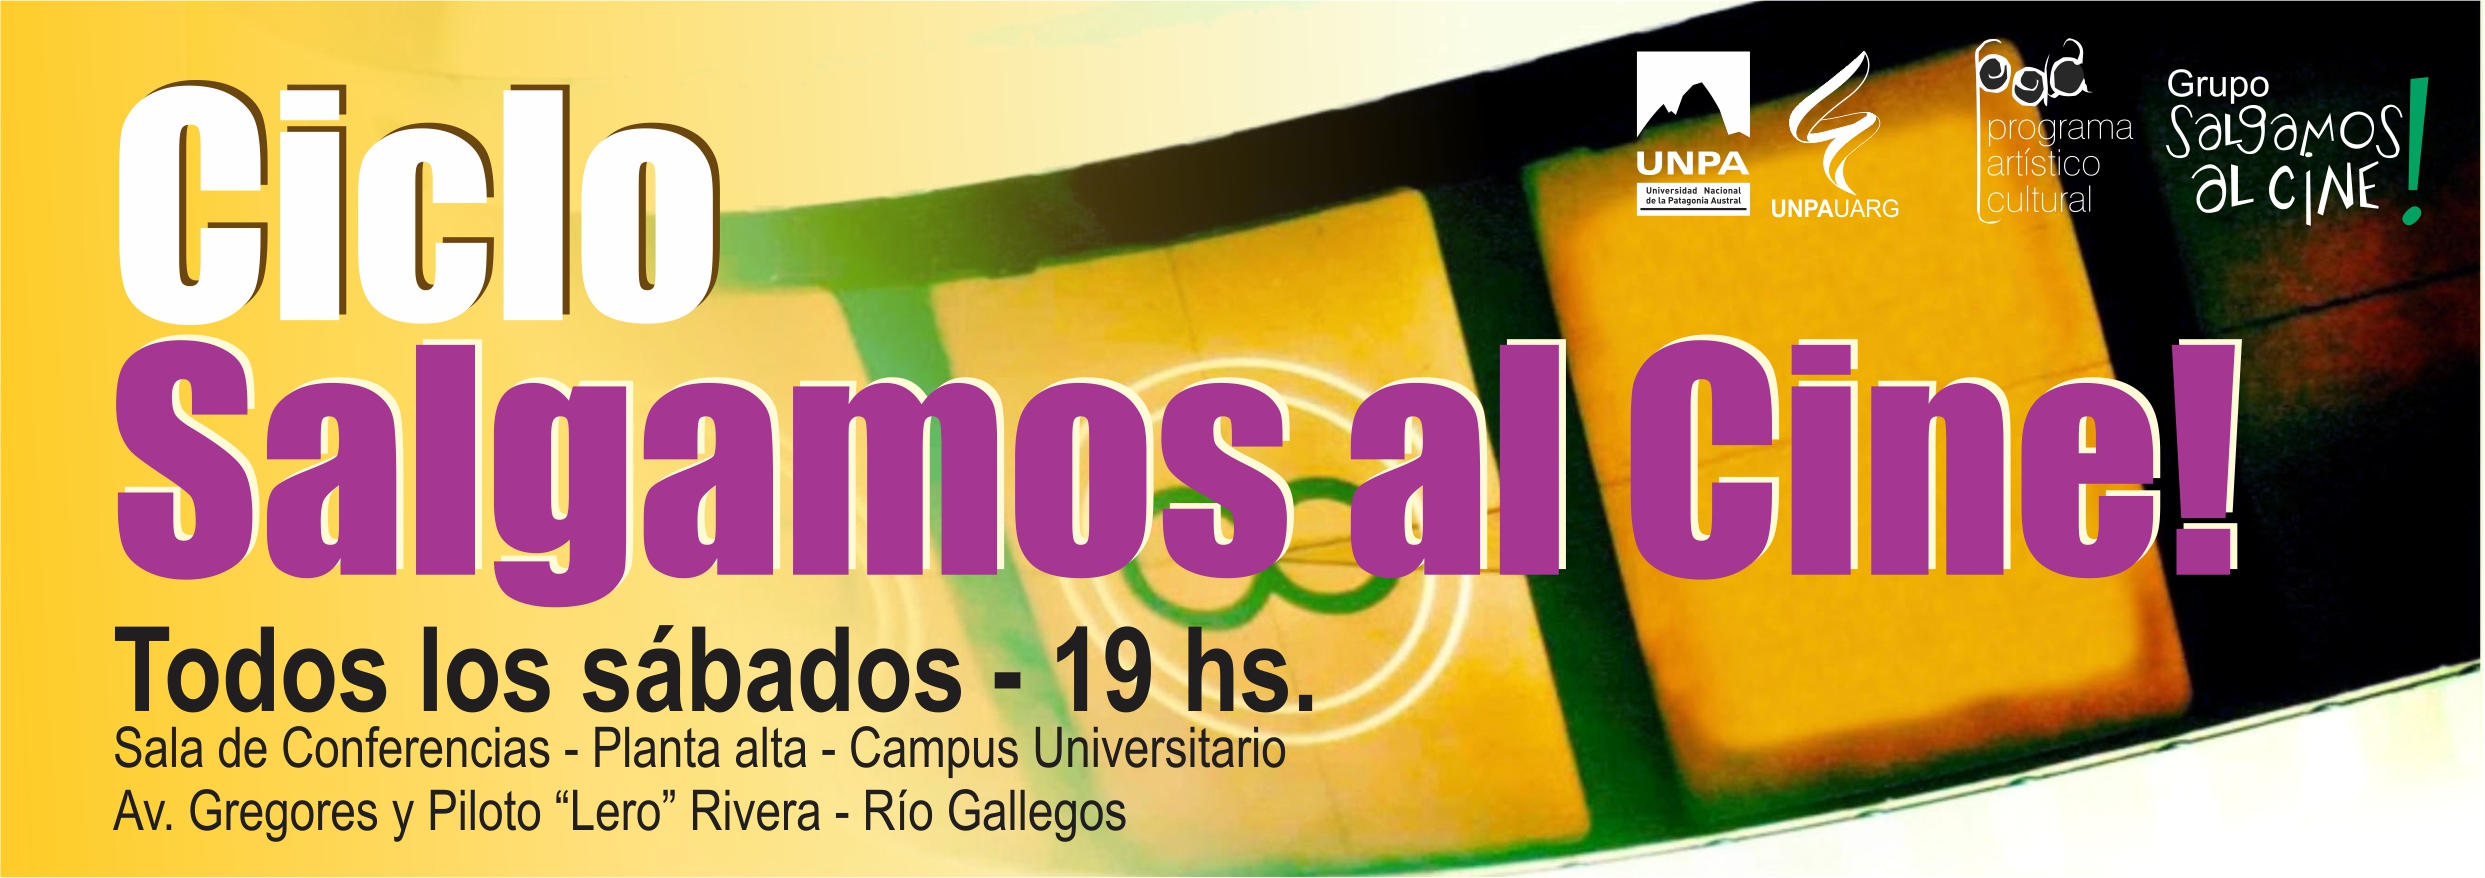 Ciclo
Salgamos al Cine!
Todos los sábados - 19 hs.
Sala de Conferencias - Planta alta - Campus Universitario
Av. Gregores y Piloto “Lero” Rivera - Río Gallegos
UNPA
Universidad Nacional
de la Patagonia Austral
UNPAUARG
pac
programa
artístico
cultural
Grupo
SALGAMOS
AL CINE!